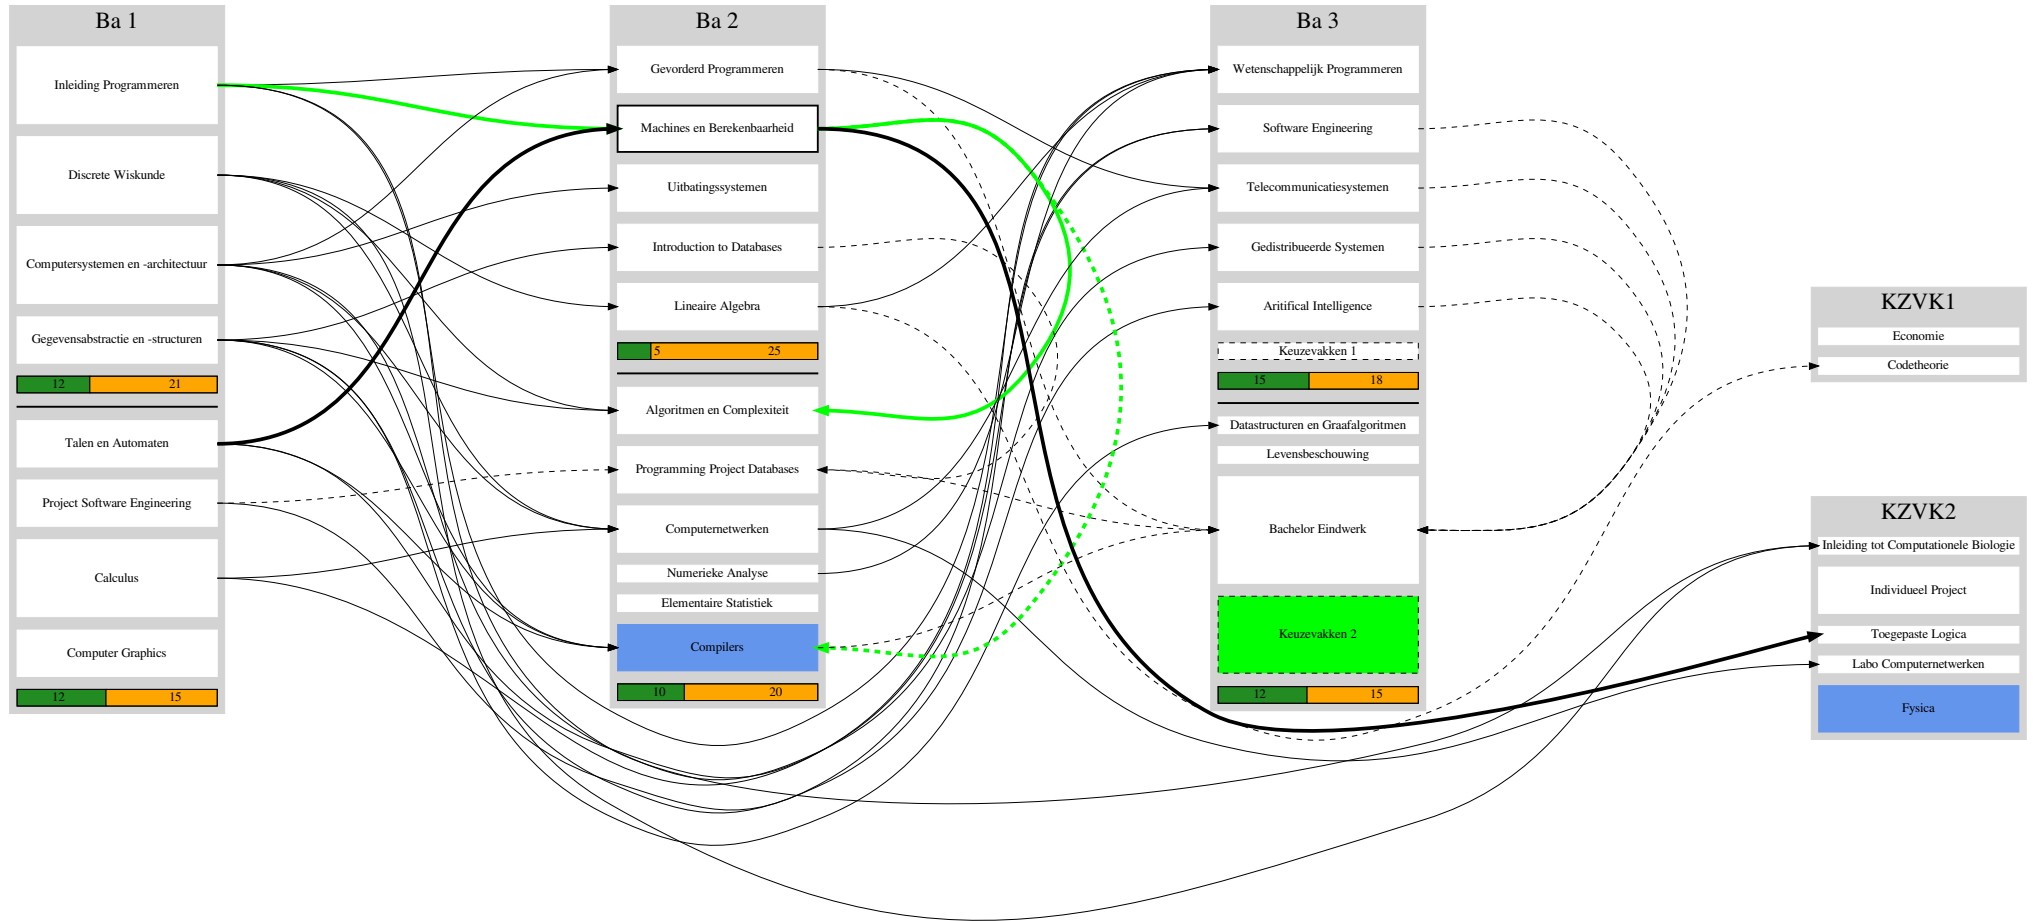 Ba 1
Inleiding Programmeren
Discrete Wiskunde
Computersystemen en -architectuur
Gegevensabstractie en -structuren
12 21
Talen en Automaten
Project Software Engineering
Calculus
Computer Graphics
12 15
Ba 2
Gevorderd Programmeren
Machines en Berekenbaarheid
Uitbatingssystemen
Introduction to Databases
Lineaire Algebra
5 25
Algoritmen en Complexiteit
Programming Project Databases
Computernetwerken
Numerieke Analyse
Elementaire Statistiek
Compilers
10 20
Ba 3
Wetenschappelijk Programmeren
Software Engineering
Telecommunicatiesystemen
Gedistribueerde Systemen
Aritifical Intelligence
Keuzevakken 1
15 18
Datastructuren en Graafalgoritmen
Levensbeschouwing
Bachelor Eindwerk
Keuzevakken 2
12 15
KZVK1
Economie
Codetheorie
KZVK2
Inleiding tot Computationele Biologie
Individueel Project
Toegepaste Logica
Labo Computernetwerken
Fysica